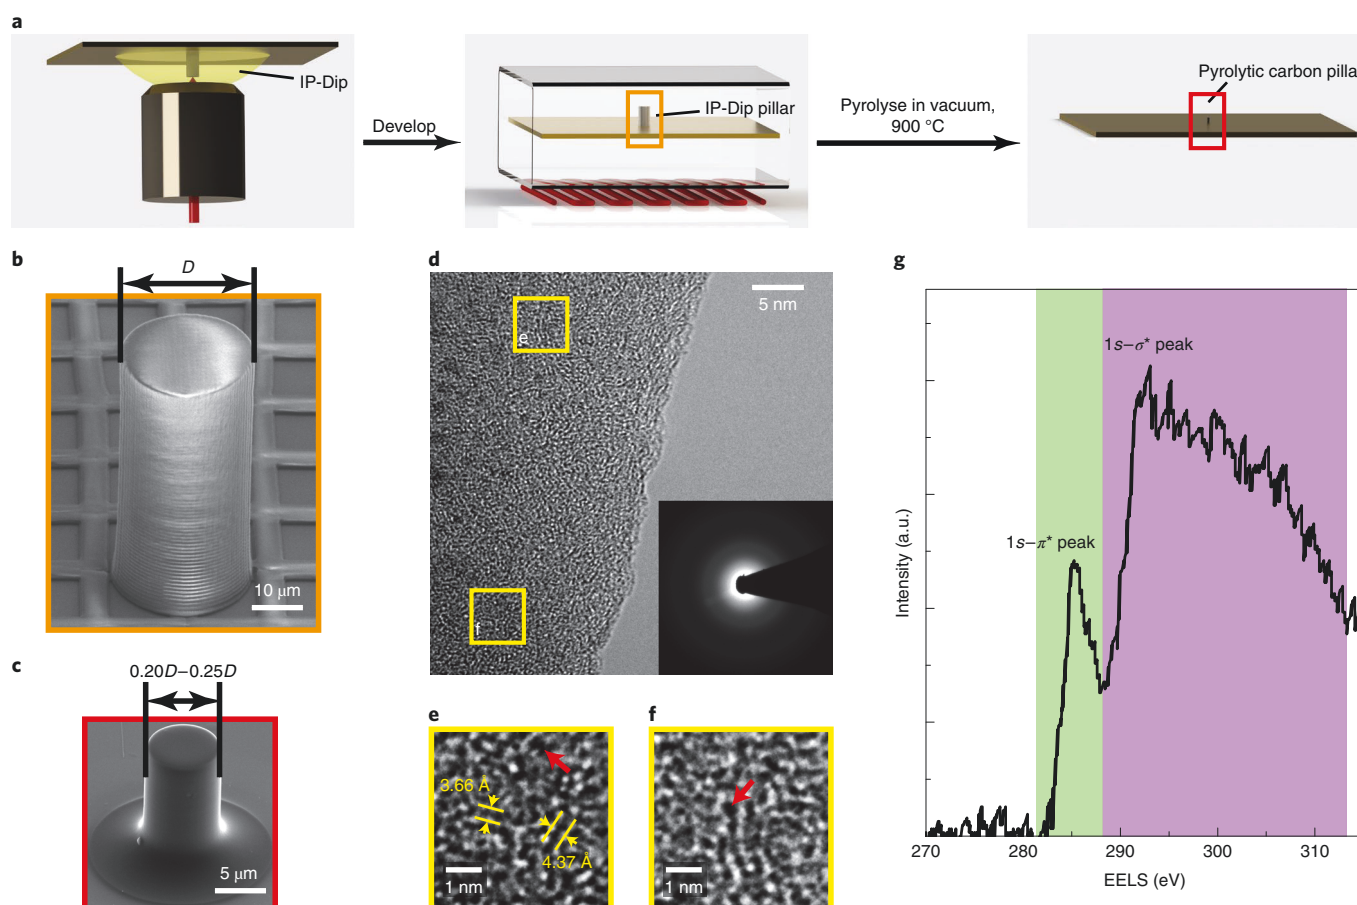 a
IP-Dip
Develop
IP-Dip pillar
Pyrolyse in vacuum,
900 °C
Pyrolytic carbon pilla
b
D
10 μm
c
0.20D–0.25D
5 μm
d
e
5 nm
f
e
3.66 Å
4.37 Å
1 nm
f
1 nm
g
1s–σ* peak
1s–π* peak
Intensity (a.u.)
270
280
290
300
310
EELS (eV)